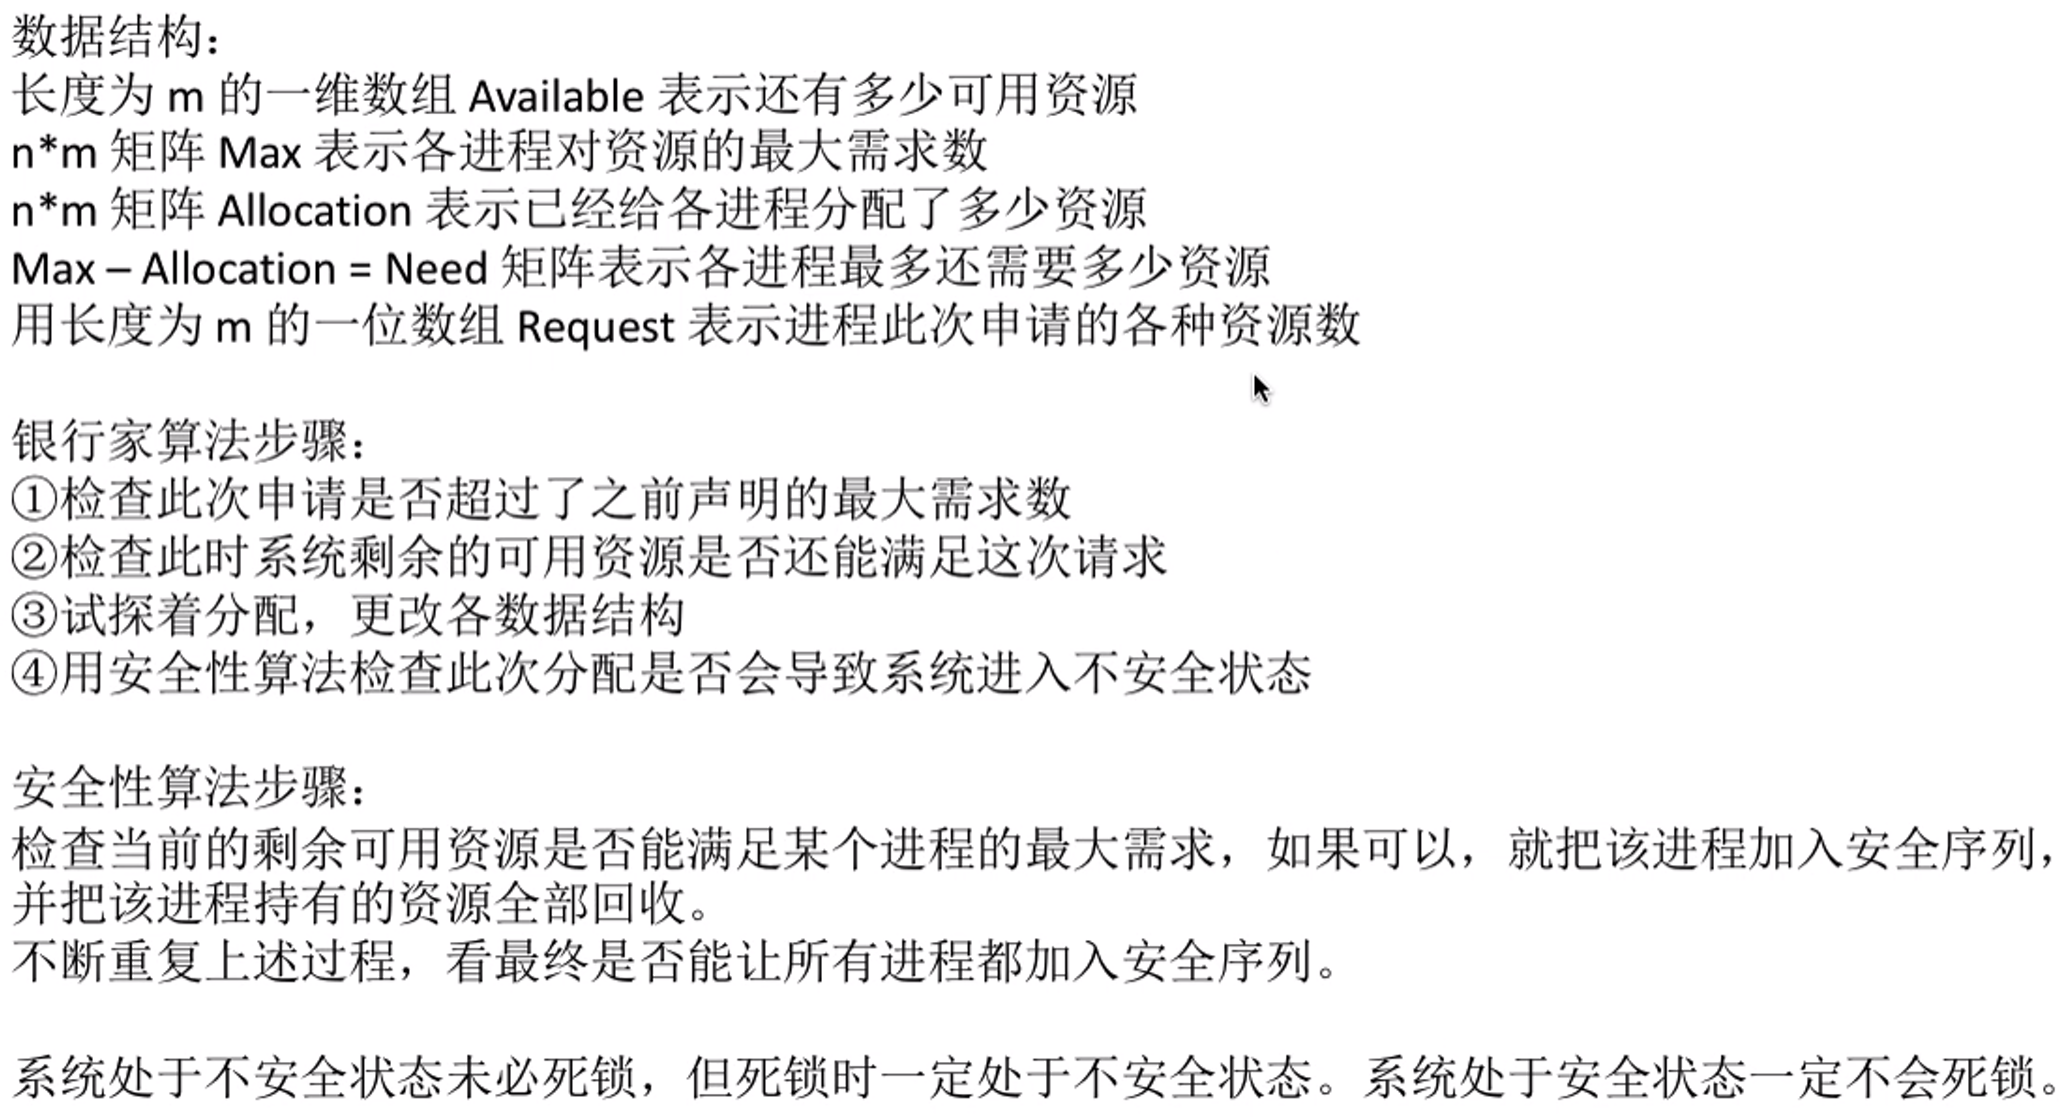 数据结构：
长度为 m 的一维数组 Available 表示还有多少可用资源
n*m 矩阵 Max 表示各进程对资源的最大需求数
n*m 矩阵 Allocation 表示已经给各进程分配了多少资源
Max – Allocation = Need 矩阵表示各进程最多还需要多少资源
用长度为 m 的一位数组 Request 表示进程此次申请的各种资源数
银行家算法步骤：
①检查此次申请是否超过了之前声明的最大需求数
②检查此时系统剩余的可用资源是否还能满足这次请求
③试探着分配，更改各数据结构
④用安全性算法检查此次分配是否会导致系统进入不安全状态
安全性算法步骤：
检查当前的剩余可用资源是否能满足某个进程的最大需求，如果可以，就把该进程加入安全序列，
并把该进程持有的资源全部回收。
不断重复上述过程，看最终是否能让所有进程都加入安全序列。
系统处于不安全状态未必死锁，但死锁时一定处于不安全状态。系统处于安全状态一定不会死锁。